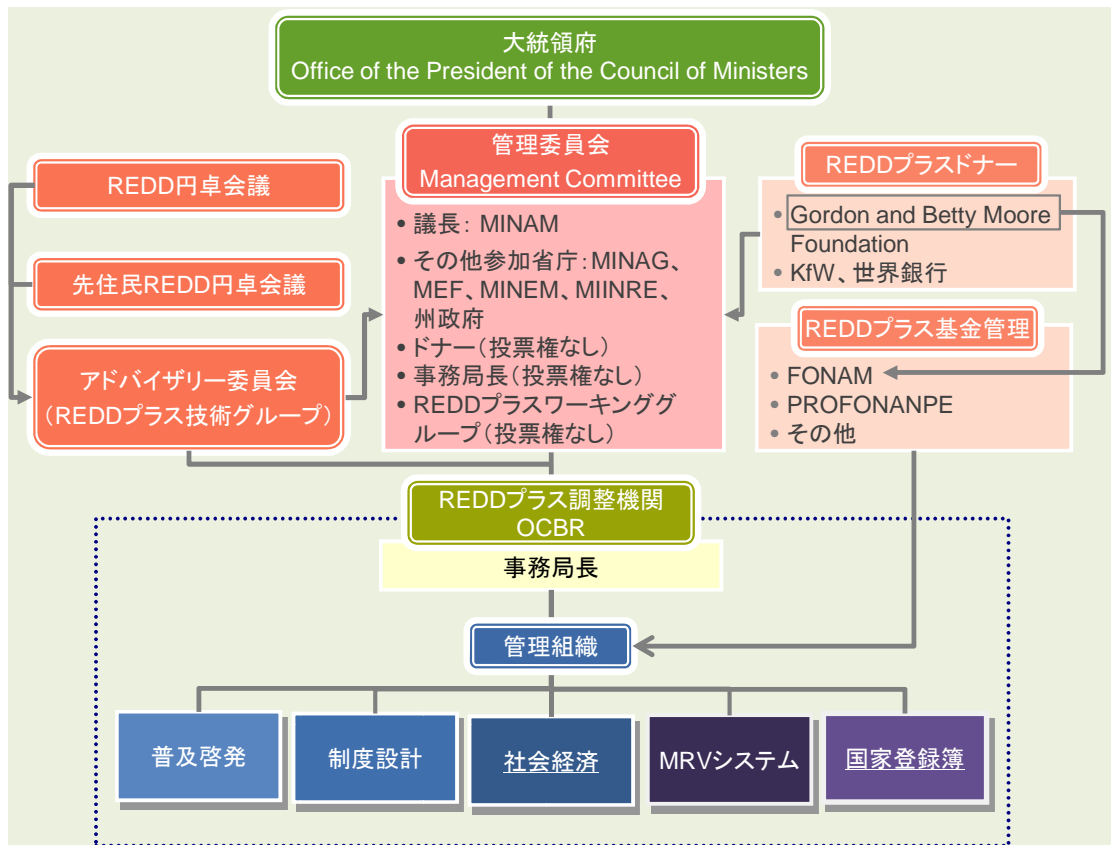 大統領府
Office of the President of the Council of Ministers
管理委員会
Management Committee
• 議長： MINAM
• その他参加省庁：MINAG、
MEF、MINEM、MIINRE、
州政府
• ドナー（投票権なし）
• 事務局長（投票権なし）
• REDDプラスワーキンググ
ループ（投票権なし）
REDD円卓会議
先住民REDD円卓会議
アドバイザリー委員会
（REDDプラス技術グループ）
REDDプラスドナー
• Gordon and Betty Moore
Foundation
• KfW、世界銀行
REDDプラス基金管理
• FONAM
• PROFONANPE
• その他
REDDプラス調整機関
OCBR
事務局長
管理組織
普及啓発
制度設計
社会経済
MRVシステム
国家登録簿